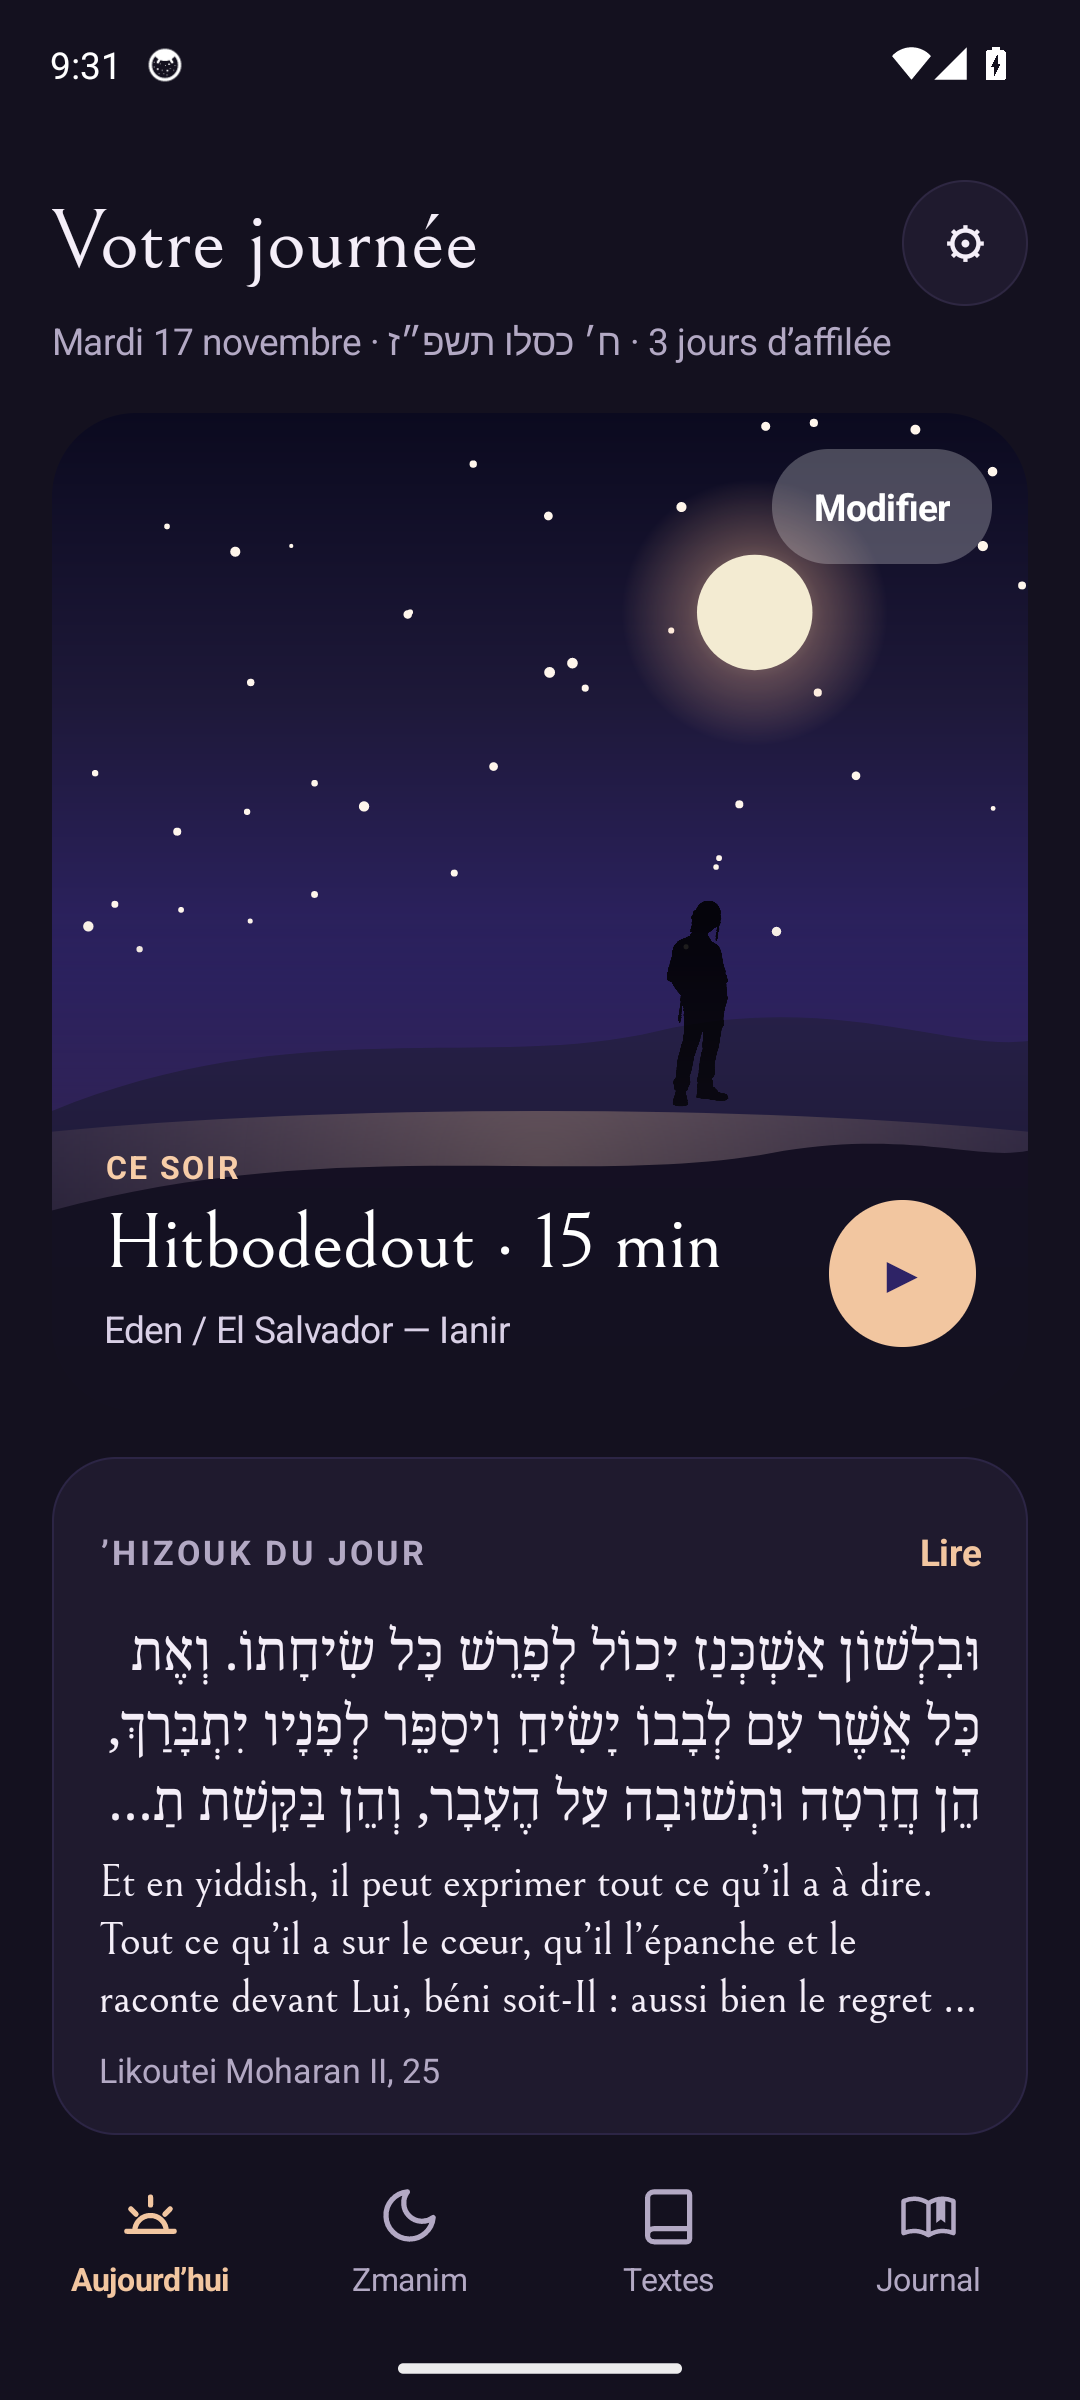 9:31
Votre journée
Mardi 17 novembre · ח׳ כסלו תשפ״ז · 3 jours d’affilée
Modifier
CE SOIR
Hitbodedout · 15 min
Eden / El Salvador — Ianir
’HIZOUK DU JOUR
Lire
וּבִלְשׁוֹן אַשְׁכְּנַז יָכוֹל לְפָרֵשׁ כָּל שִׂיחָתוֹ. וְאֶת
כָּל אֲשֶׁר עִם לְבָבוֹ יָשִׂיחַ וִיסַפֵּר לְפָנָיו יִתְבָּרַךְ,
הֵן חֲרָטָה וּתְשׁוּבָה עַל הֶעָבָר, וְהֵן בַּקָּשַׁת תַ...
Et en yiddish, il peut exprimer tout ce qu’il a à dire.
Tout ce qu’il a sur le cœur, qu’il l’épanche et le
raconte devant Lui, béni soit-Il : aussi bien le regret ...
Likoutei Moharan II, 25
Aujourd’hui
Zmanim
Textes
Journal